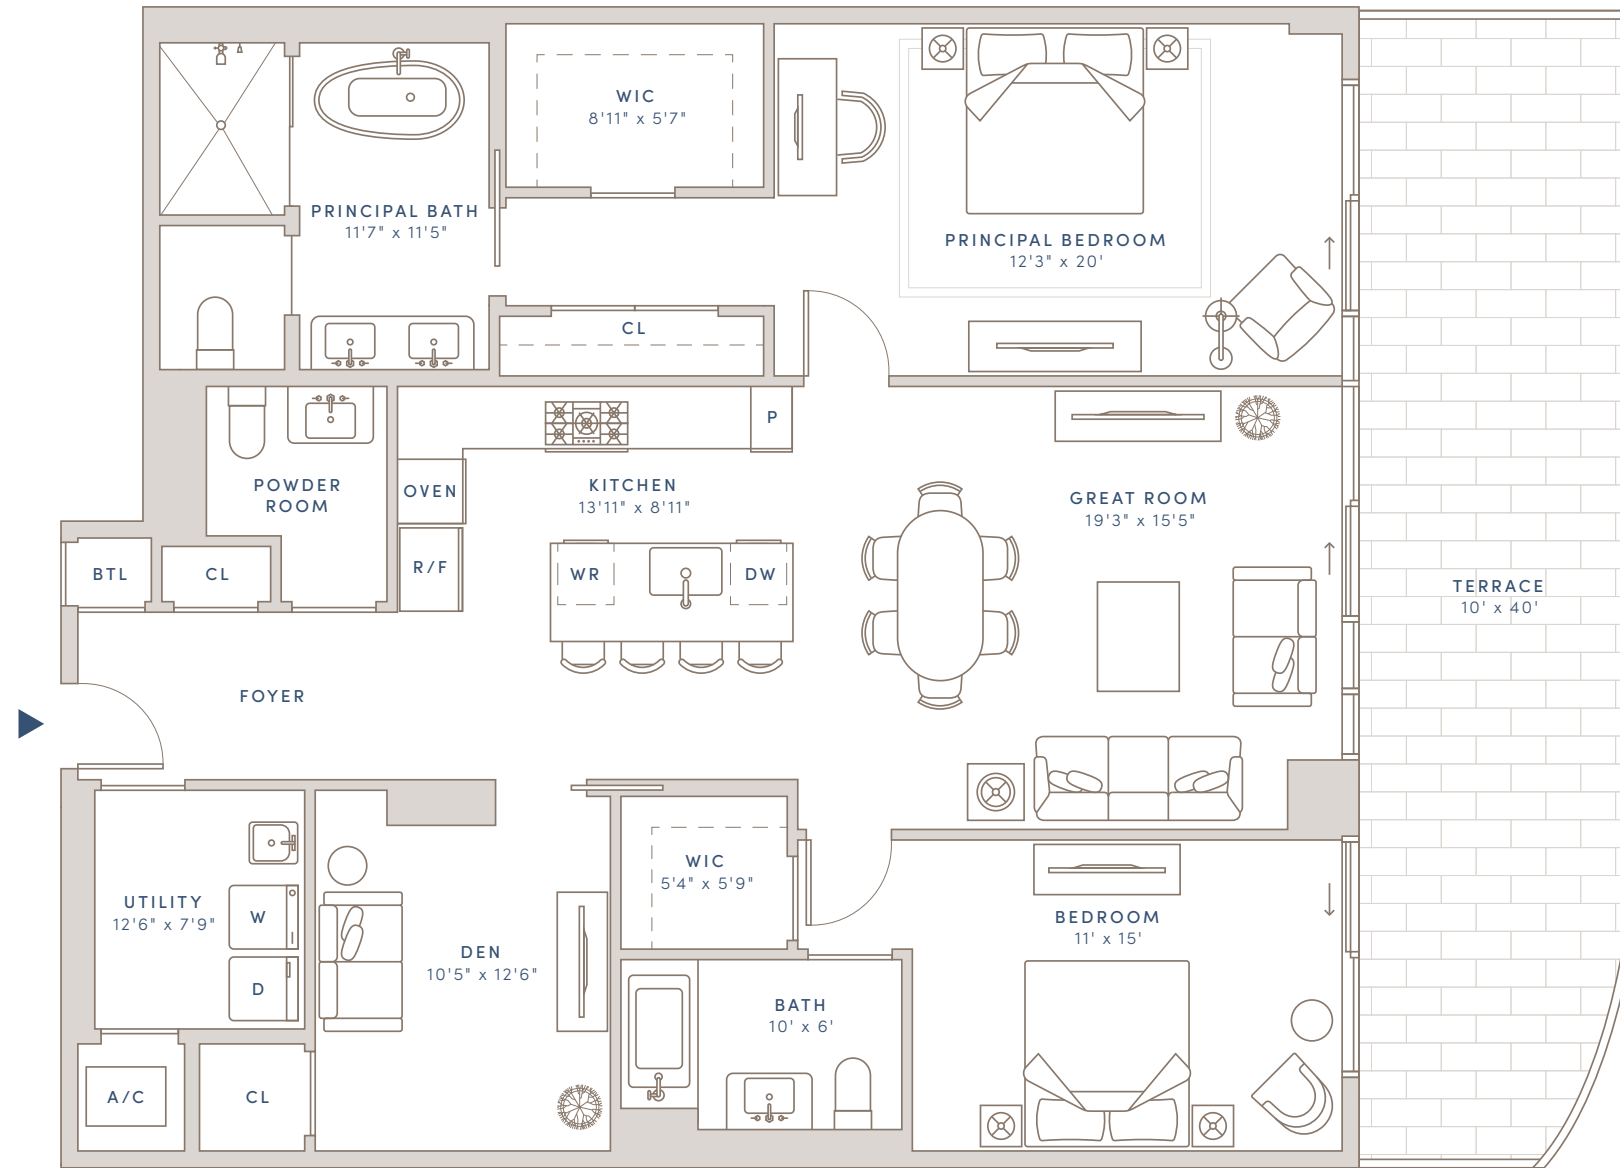 WIC
8'11" x 5'7"
PRINCIPAL BATH
11'7" x 11'5"
PRINCIPAL BEDROOM
12'3" x 20'
CL
P
POWDER
ROOM
OVEN
KITCHEN
13'11" x 8'11"
GREAT ROOM
19'3" x 15'5"
BTL
CL
R/F
WR
DW
TERRACE
10' x 40'
FOYER
WIC
5'4" x 5'9"
UTILITY
12'6" x 7'9"
W
D
DEN
10'5" x 12'6"
BEDROOM
11' x 15'
BATH
10' x 6'
A/C
CL